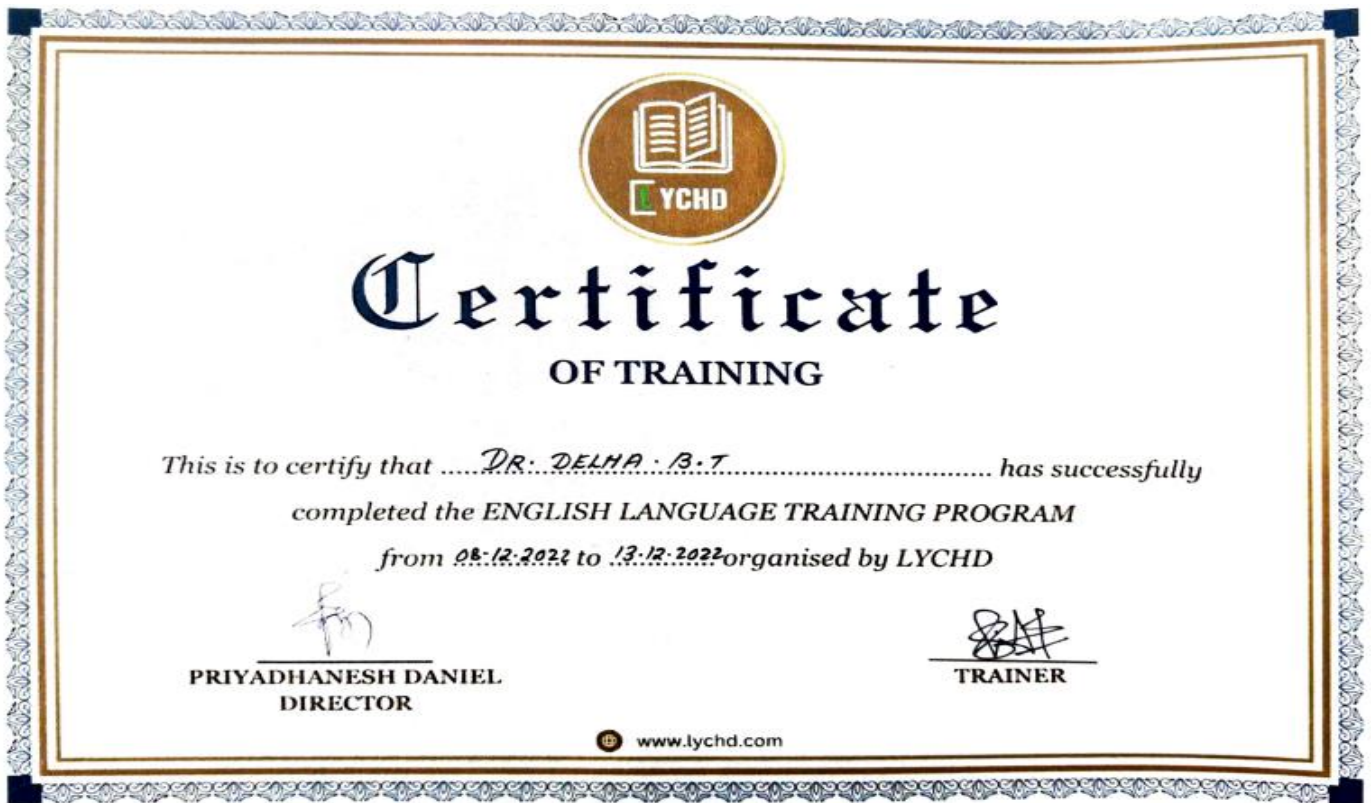 LYCHD
Certificate
OF TRAINING
This is to certify that ..... DR. DELMA . B.T ..... has successfully
completed the ENGLISH LANGUAGE TRAINING PROGRAM
from 08-12-2022 to 13.12.2022 organised by LYCHD
PRIYADHANESH DANIEL
DIRECTOR
TRAINER
www.lychd.com